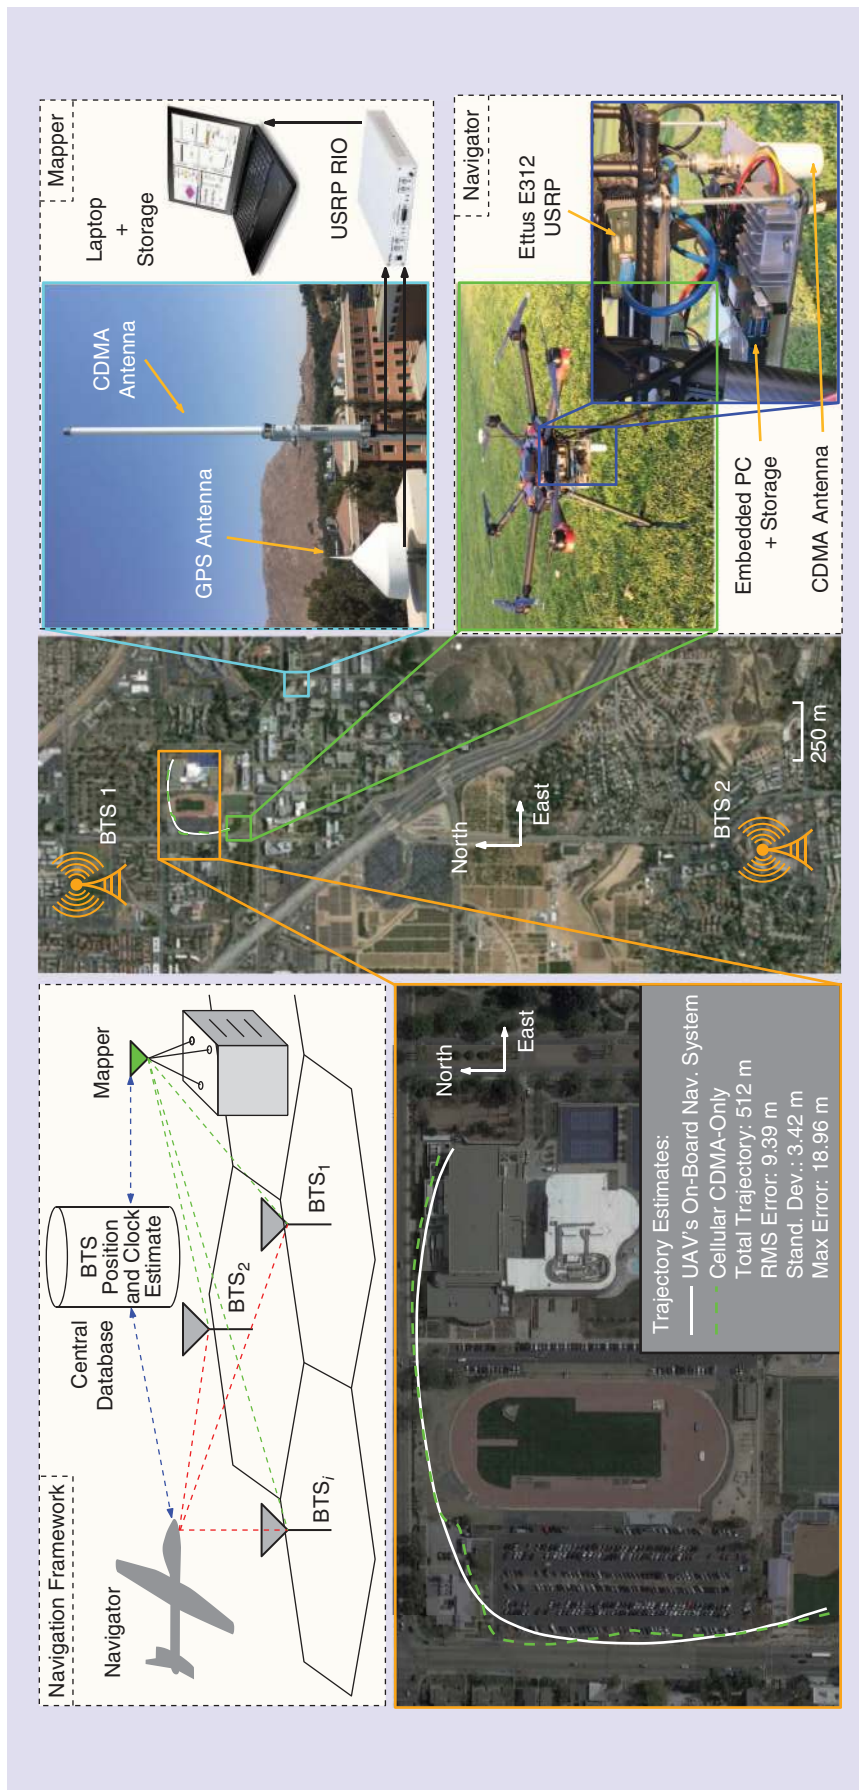 Navigation Framework
Navigator
Central
Database
BTS
Position
and Clock
Estimate
Mapper
BTS₂
BTS₁
BTSᵢ
North
East
Trajectory Estimates:
UAV's On-Board Nav. System
Cellular CDMA-Only
Total Trajectory: 512 m
RMS Error: 9.39 m
Stand. Dev.: 3.42 m
Max Error: 18.96 m
BTS 1
North
East
BTS 2
250 m
Mapper
CDMA
Antenna
GPS Antenna
Laptop
+
Storage
USRP RIO
Navigator
Ettus E312
USRP
Embedded PC
+ Storage
CDMA Antenna